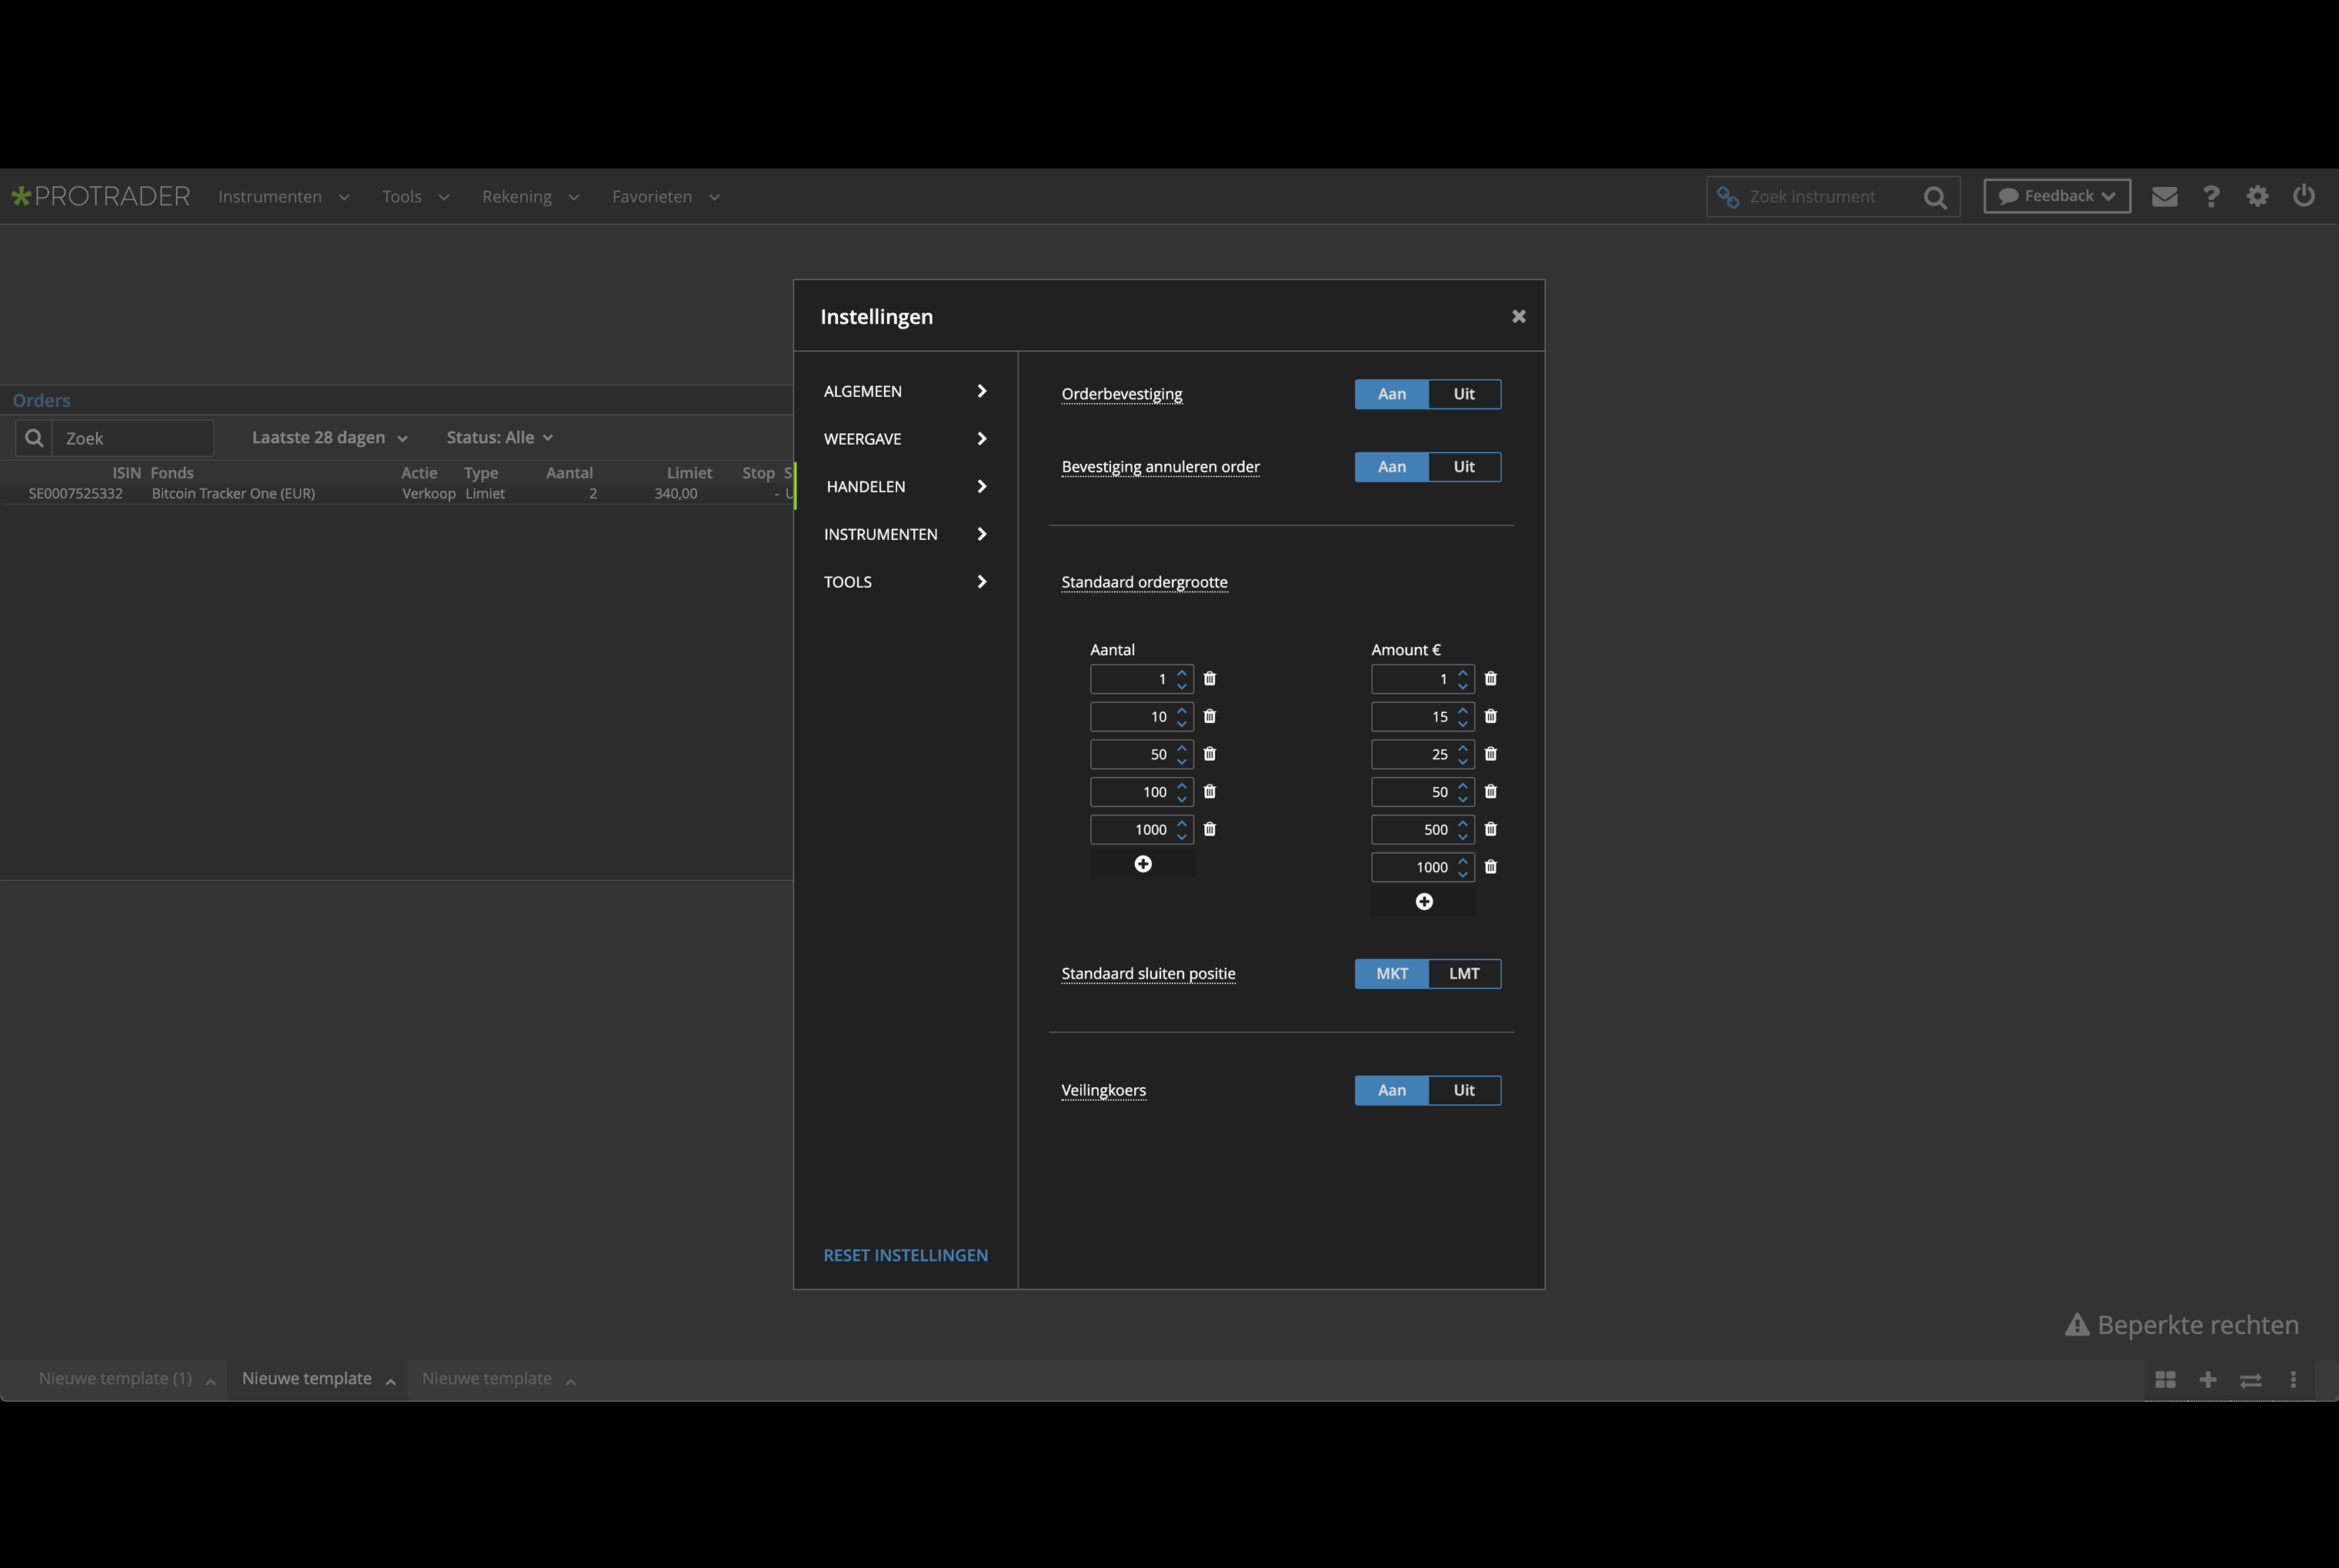 PROTRADER Instrumenten Tools Rekening Favorieten Zoek instrument Feedback
Instellingen
Orders
Zoek Laatste 28 dagen Status: Alle
ISIN Fonds Actie Type Aantal Limiet Stop S
SE0007525332 Bitcoin Tracker One (EUR) Verkoop Limiet 2 340,00 - U
ALGEMEEN
WEERGAVE
HANDELEN
INSTRUMENTEN
TOOLS
RESET INSTELLINGEN
Orderbevestiging Aan Uit
Bevestiging annuleren order Aan Uit
Standaard ordergrootte
Aantal Amount €
1 1
10 15
50 25
100 50
1000 500
1000
Standaard sluiten positie MKT LMT
Veilingkoers Aan Uit
Beperkte rechten
Nieuwe template (1) Nieuwe template Nieuwe template